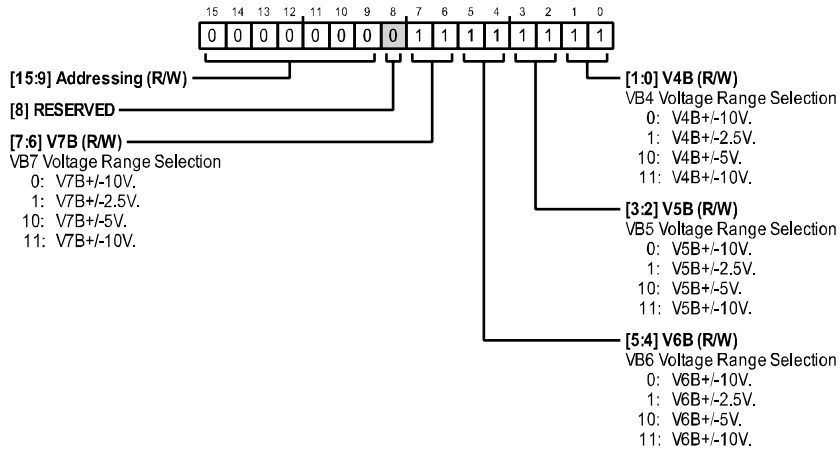 15 14 13 12 11 10 9 8 7 6 5 4 3 2 1 0
0 0 0 0 0 0 0 0 1 1 1 1 1 1 1 1
[15:9] Addressing (R/W)
[8] RESERVED
[7:6] V7B (R/W)
VB7 Voltage Range Selection
0: V7B+/-10V.
1: V7B+/-2.5V.
10: V7B+/-5V.
11: V7B+/-10V.
[1:0] V4B (R/W)
VB4 Voltage Range Selection
0: V4B+/-10V.
1: V4B+/-2.5V.
10: V4B+/-5V.
11: V4B+/-10V.
[3:2] V5B (R/W)
VB5 Voltage Range Selection
0: V5B+/-10V.
1: V5B+/-2.5V.
10: V5B+/-5V.
11: V5B+/-10V.
[5:4] V6B (R/W)
VB6 Voltage Range Selection
0: V6B+/-10V.
1: V6B+/-2.5V.
10: V6B+/-5V.
11: V6B+/-10V.